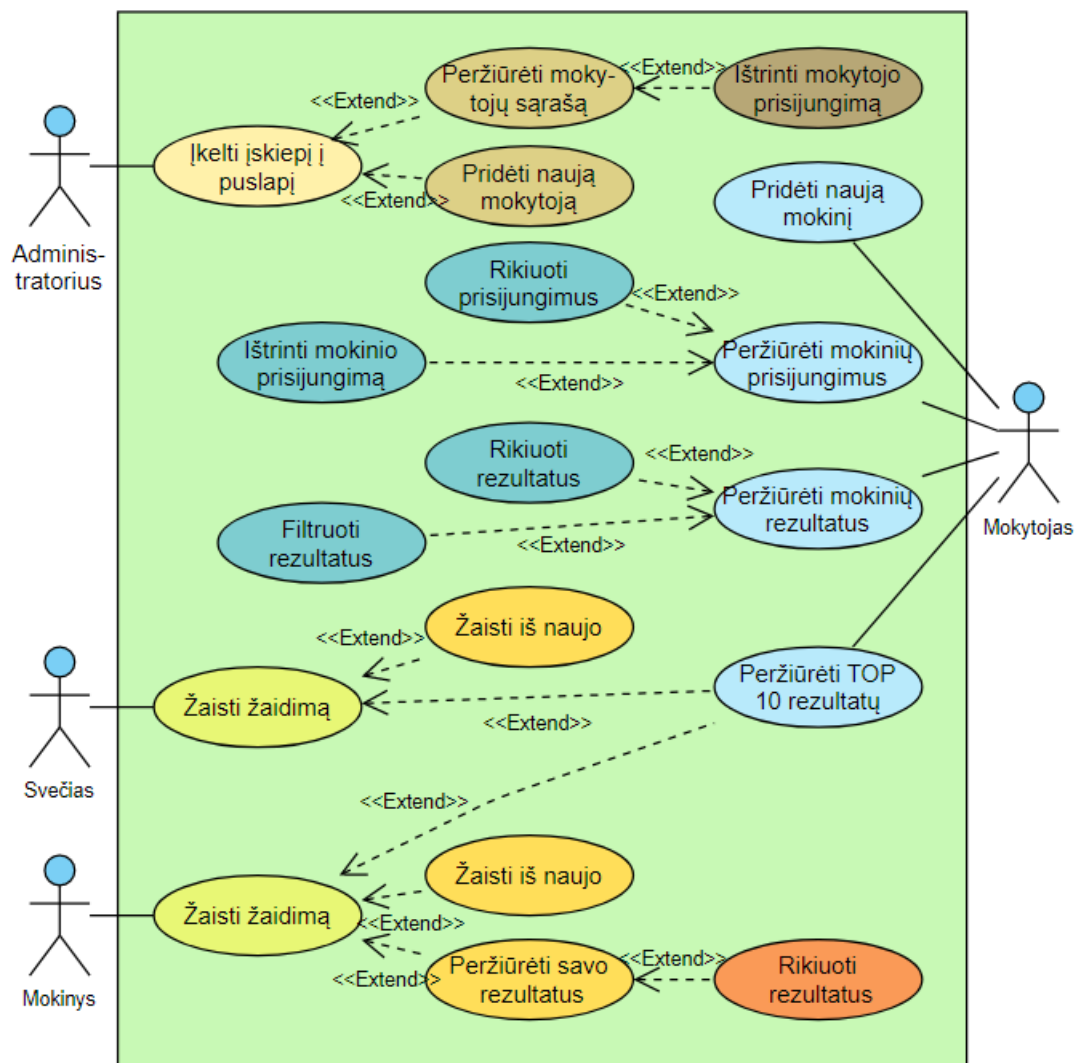 Peržiūrėti moky-
tojų sąrašą
<<Extend>>
Ištrinti mokytojo
prisijungimą
<<Extend>>
Įkelti įskiepį į
puslapį
Adminis-
tratorius
<<Extend>>
Pridėti naują
mokytoją
Pridėti naują
mokinį
Rikiuoti
prisijungimus
<<Extend>>
Ištrinti mokinio
prisijungimą
<<Extend>>
Peržiūrėti mokinių
prisijungimus
Mokytojas
Rikiuoti
rezultatus
<<Extend>>
Peržiūrėti mokinių
rezultatus
Filtruoti
rezultatus
<<Extend>>
Žaisti iš naujo
<<Extend>>
Žaisti žaidimą
Svečias
<<Extend>>
Peržiūrėti TOP
10 rezultatų
<<Extend>>
Žaisti iš naujo
Žaisti žaidimą
<<Extend>>
Mokinys
<<Extend>>
Peržiūrėti savo
rezultatus
<<Extend>>
Rikiuoti
rezultatus